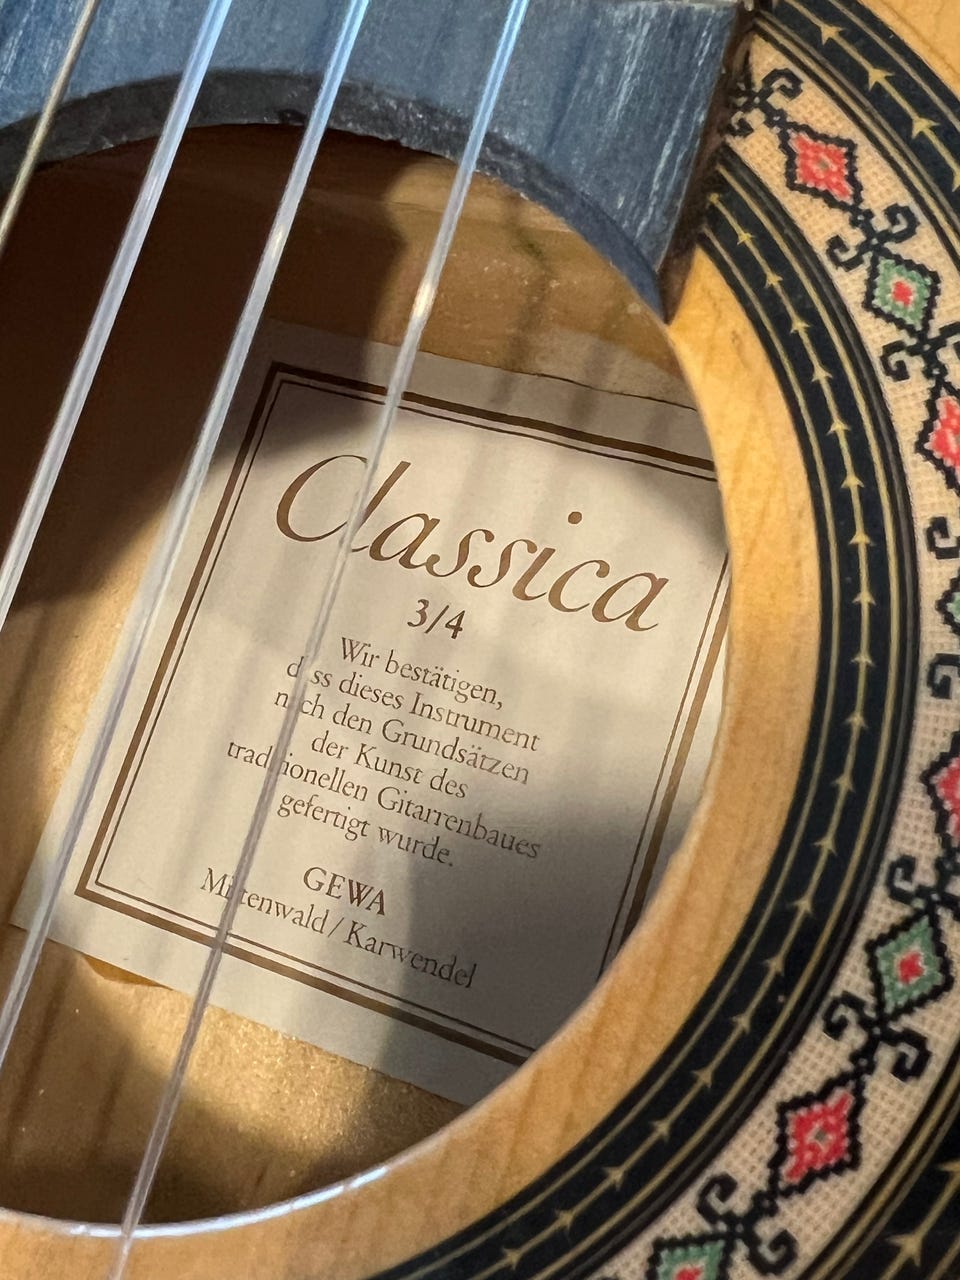 Classica
3/4
Wir bestätigen,
dass dieses Instrument
nach den Grundsätzen
der Kunst des
traditionellen Gitarrenbaues
gefertigt wurde.
GEWA
Mittenwald / Karwendel